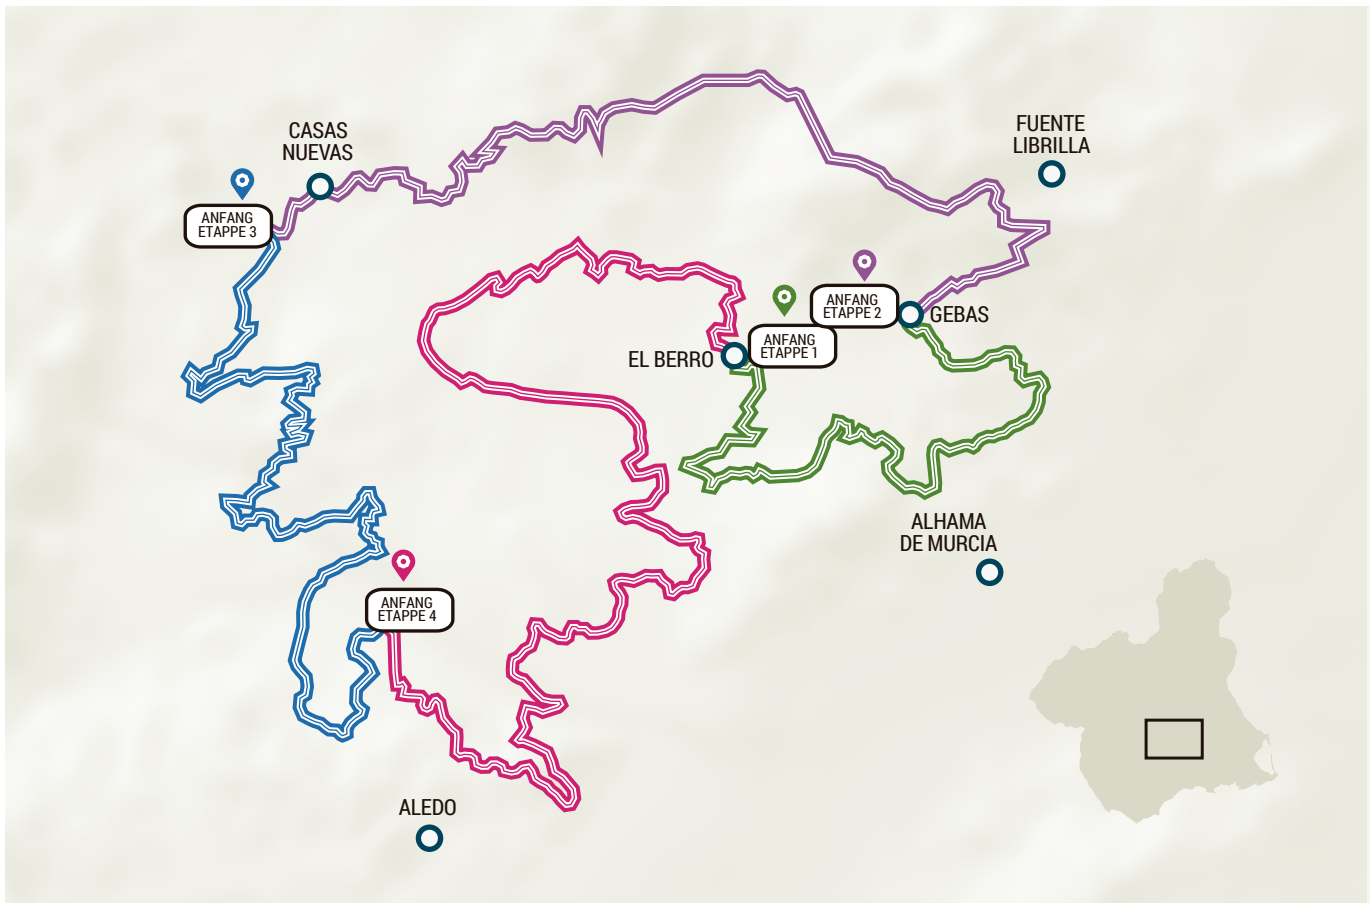 CASAS
NUEVAS
FUENTE
LIBRILLA
ANFANG
ETAPPE 3
ANFANG
ETAPPE 2
GEBAS
ANFANG
ETAPPE 1
EL BERRO
ALHAMA
DE MURCIA
ANFANG
ETAPPE 4
ALEDO